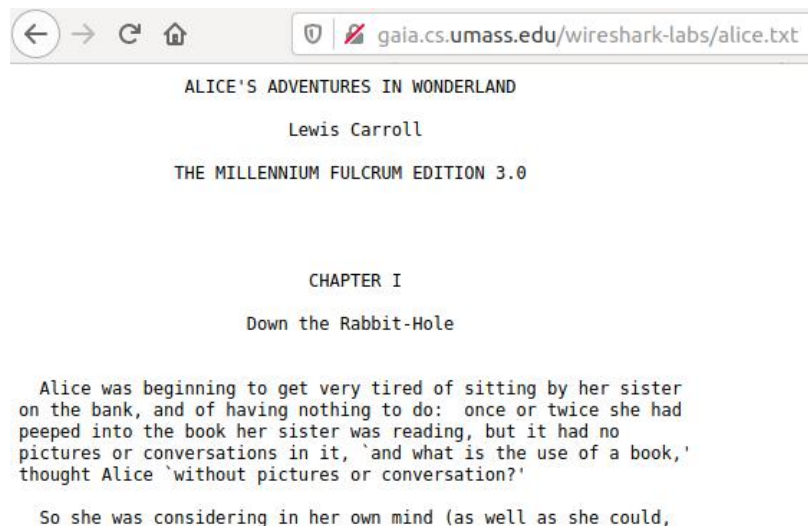 gaia.cs.umass.edu/wireshark-labs/alice.txt
ALICE'S ADVENTURES IN WONDERLAND
Lewis Carroll
THE MILLENNIUM FULCRUM EDITION 3.0
CHAPTER I
Down the Rabbit-Hole
Alice was beginning to get very tired of sitting by her sister
on the bank, and of having nothing to do:  once or twice she had
peeped into the book her sister was reading, but it had no
pictures or conversations in it, `and what is the use of a book,'
thought Alice `without pictures or conversation?'
So she was considering in her own mind (as well as she could,